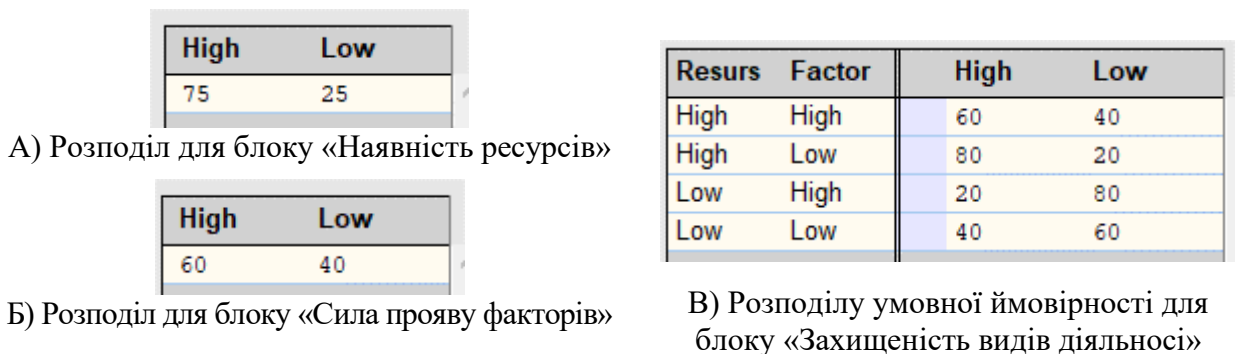 High Low
75 25
А) Розподіл для блоку «Наявність ресурсів»
High Low
60 40
Б) Розподіл для блоку «Сила прояву факторів»
Resurs Factor High Low
High High 60 40
High Low 80 20
Low High 20 80
Low Low 40 60
В) Розподілу умовної ймовірності для
блоку «Захищеність видів діяльносі»